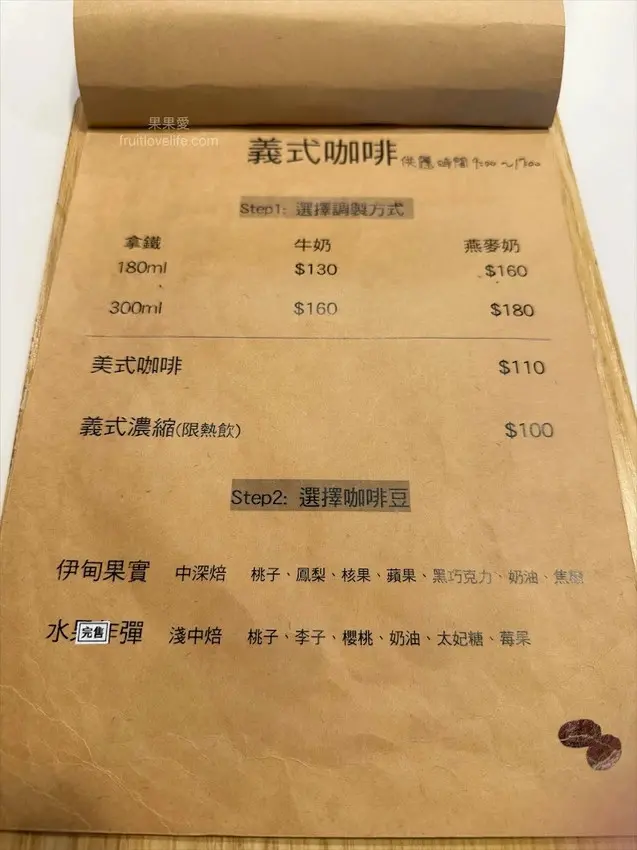 果果愛
fruitlovelife.com
義式咖啡 供應時間 9:00~17:00
Step1: 選擇調製方式
拿鐵 牛奶 燕麥奶
180ml $130 $160
300ml $160 $180
美式咖啡 $110
義式濃縮(限熱飲) $100
Step2: 選擇咖啡豆
伊甸果實 中深焙 桃子、鳳梨、核果、蘋果、黑巧克力、奶油、焦糖
水 完售 炸彈 淺中焙 桃子、李子、櫻桃、奶油、太妃糖、莓果